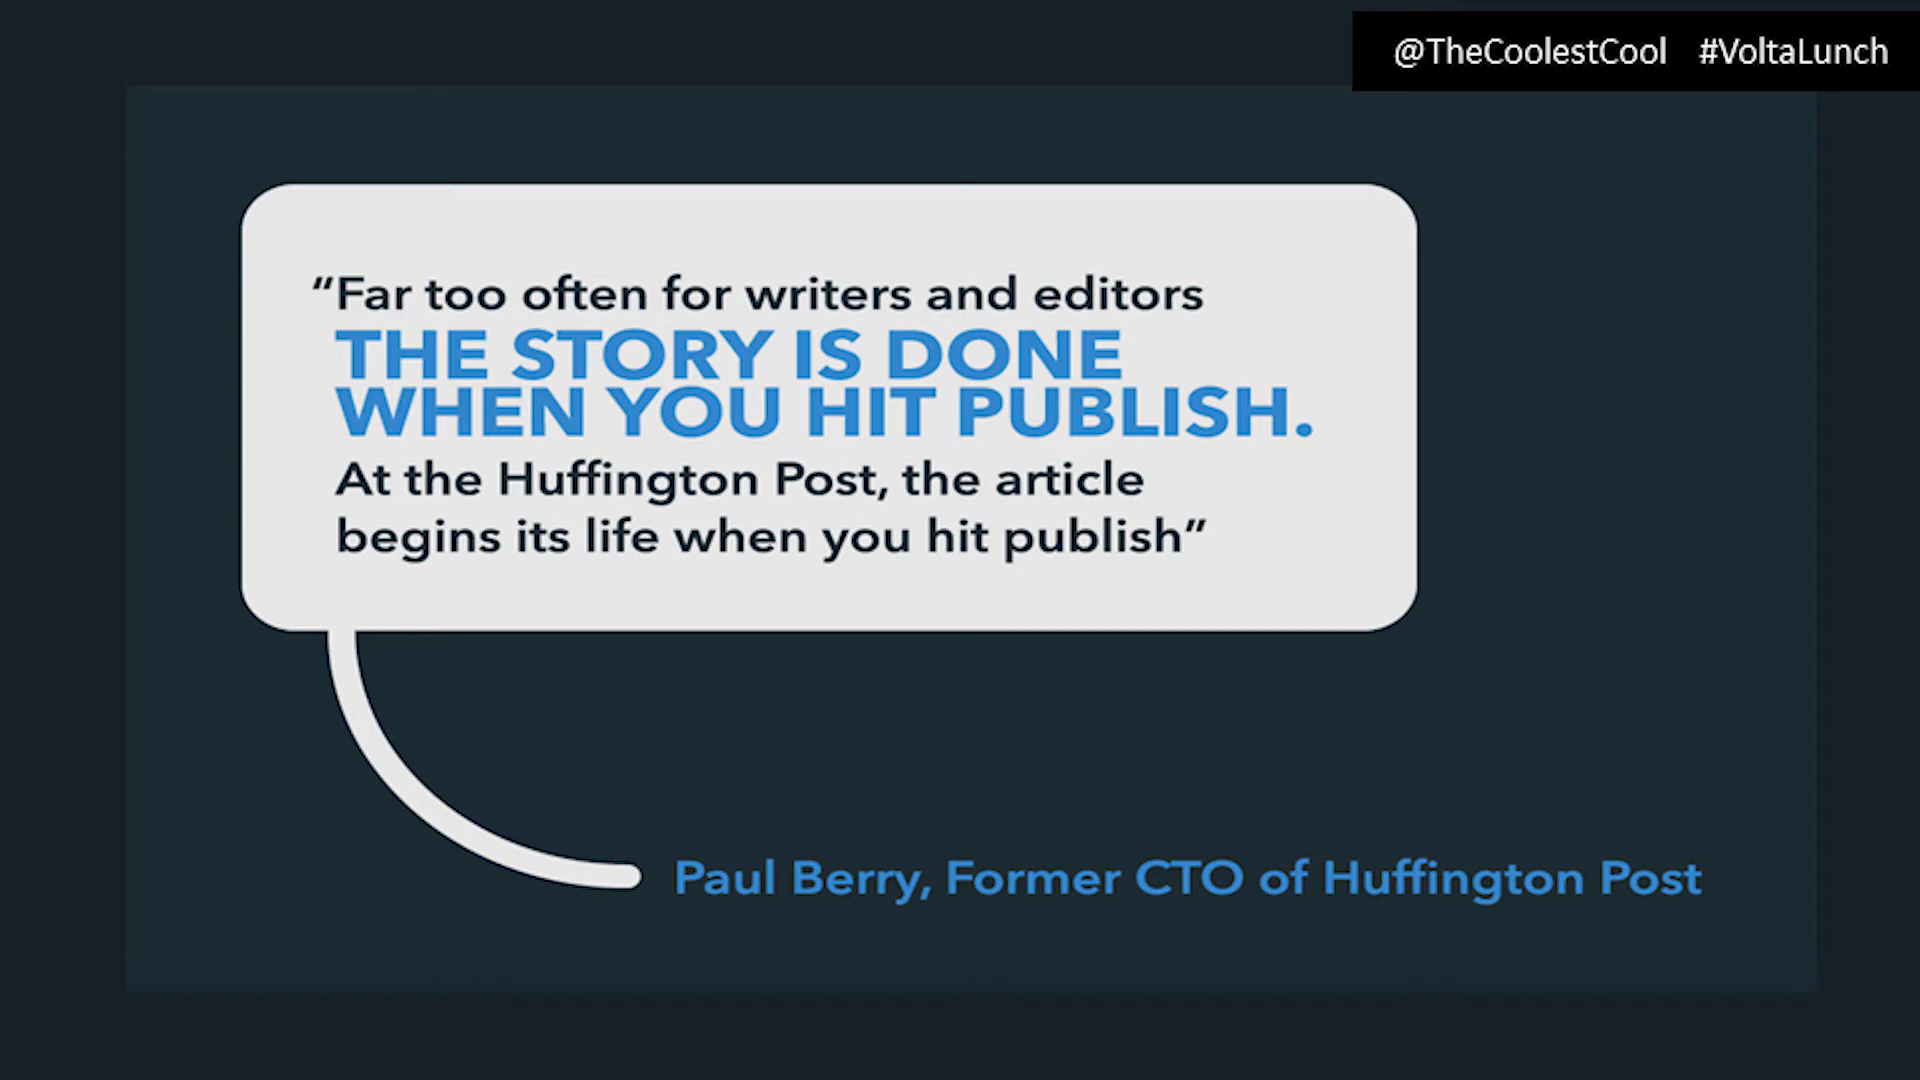 @TheCoolestCool #VoltaLunch
“Far too often for writers and editors
THE STORY IS DONE
WHEN YOU HIT PUBLISH.
At the Huffington Post, the article
begins its life when you hit publish”
Paul Berry, Former CTO of Huffington Post